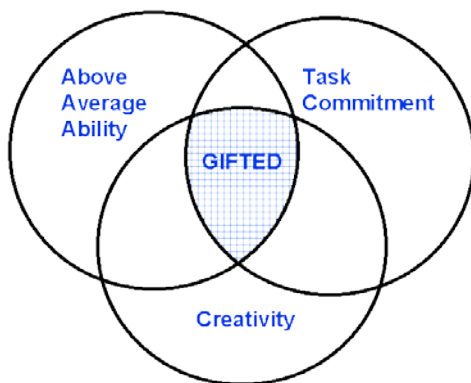 Above
Average
Ability
Task
Commitment
GIFTED
Creativity